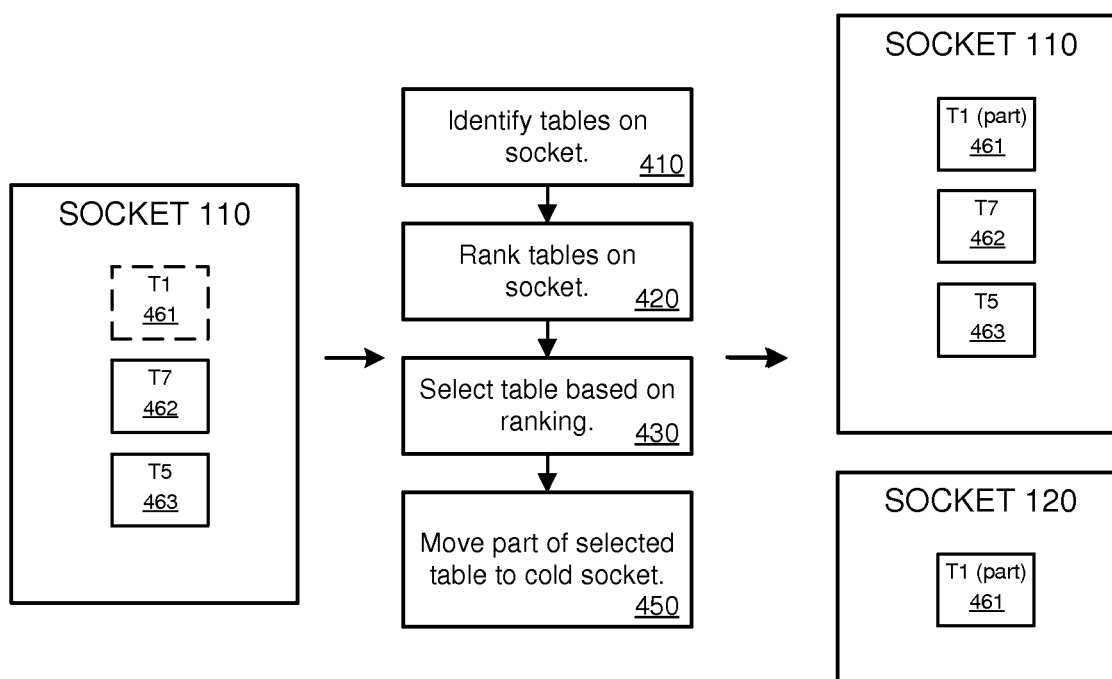 SOCKET 110
T1
461
T7
462
T5
463
Identify tables on
socket.
410
Rank tables on
socket.
420
Select table based on
ranking.
430
Move part of selected
table to cold socket.
450
SOCKET 110
T1 (part)
461
T7
462
T5
463
SOCKET 120
T1 (part)
461